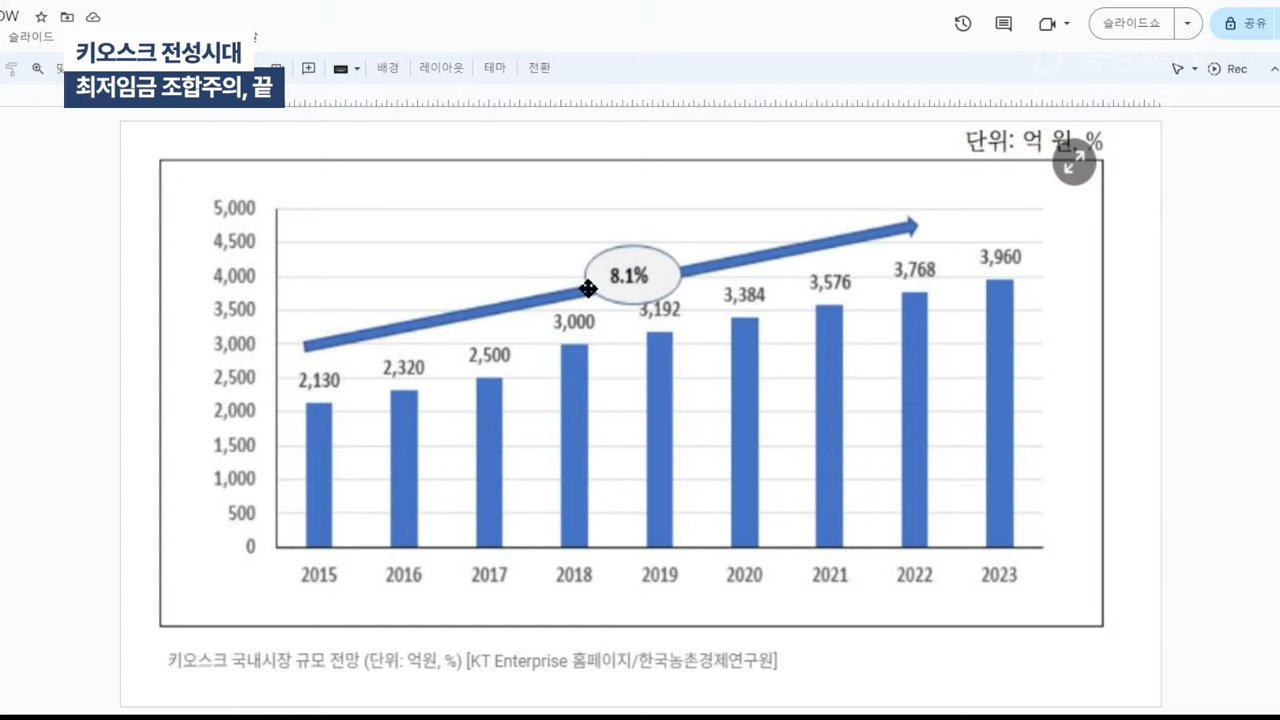 OW
슬라이드쇼
공유
슬라이드
키오스크 전성시대
최저임금 조합주의, 끝
배경
레이아웃
테마
전환
Rec
단위: 억 원, %
5,000
4,500
4,000
3,500
3,000
2,500
2,000
1,500
1,000
500
0
8.1%
2,130
2,320
2,500
3,000
3,192
3,384
3,576
3,768
3,960
2015
2016
2017
2018
2019
2020
2021
2022
2023
키오스크 국내시장 규모 전망 (단위: 억원, %) [KT Enterprise 홈페이지/한국농촌경제연구원]